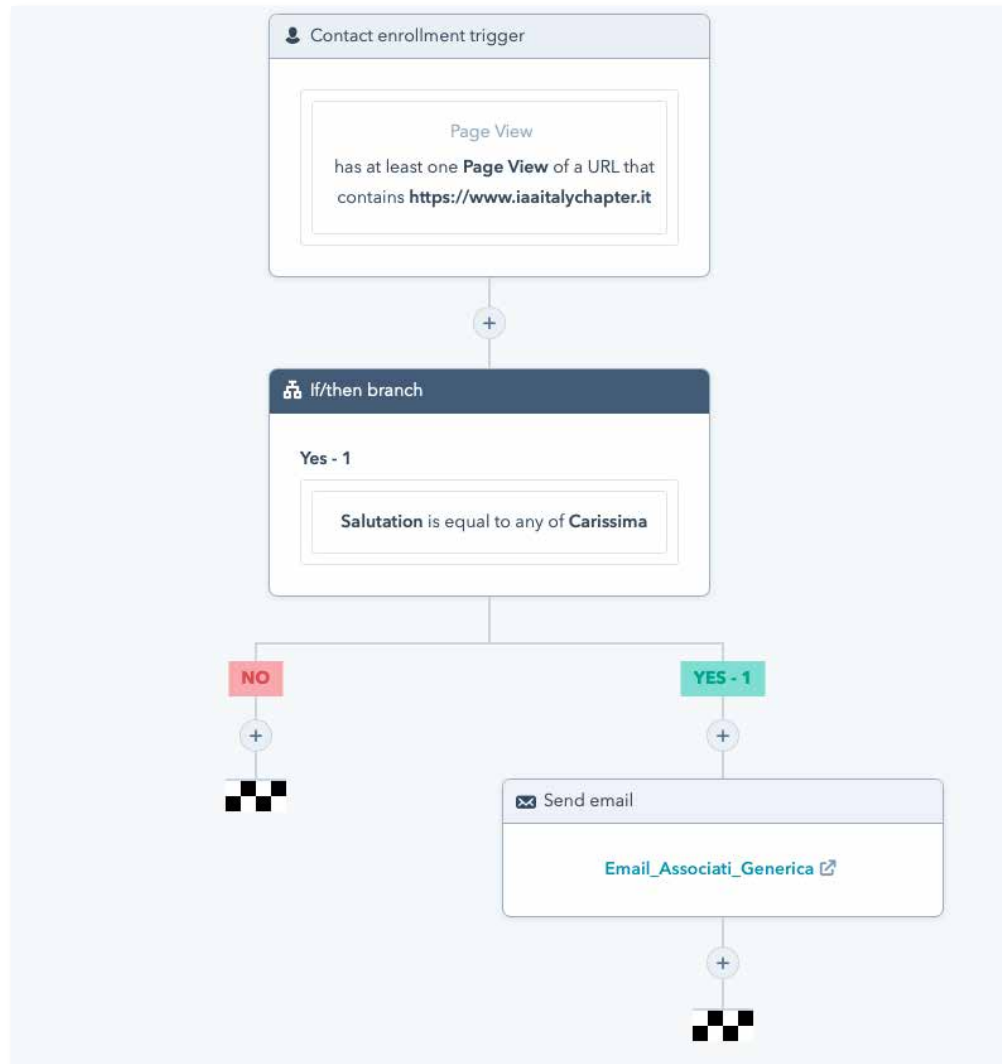 Contact enrollment trigger
Page View
has at least one Page View of a URL that
contains https://www.iaaitalychapter.it
If/then branch
Yes - 1
Salutation is equal to any of Carissima
NO
YES - 1
Send email
Email_Associati_Generica